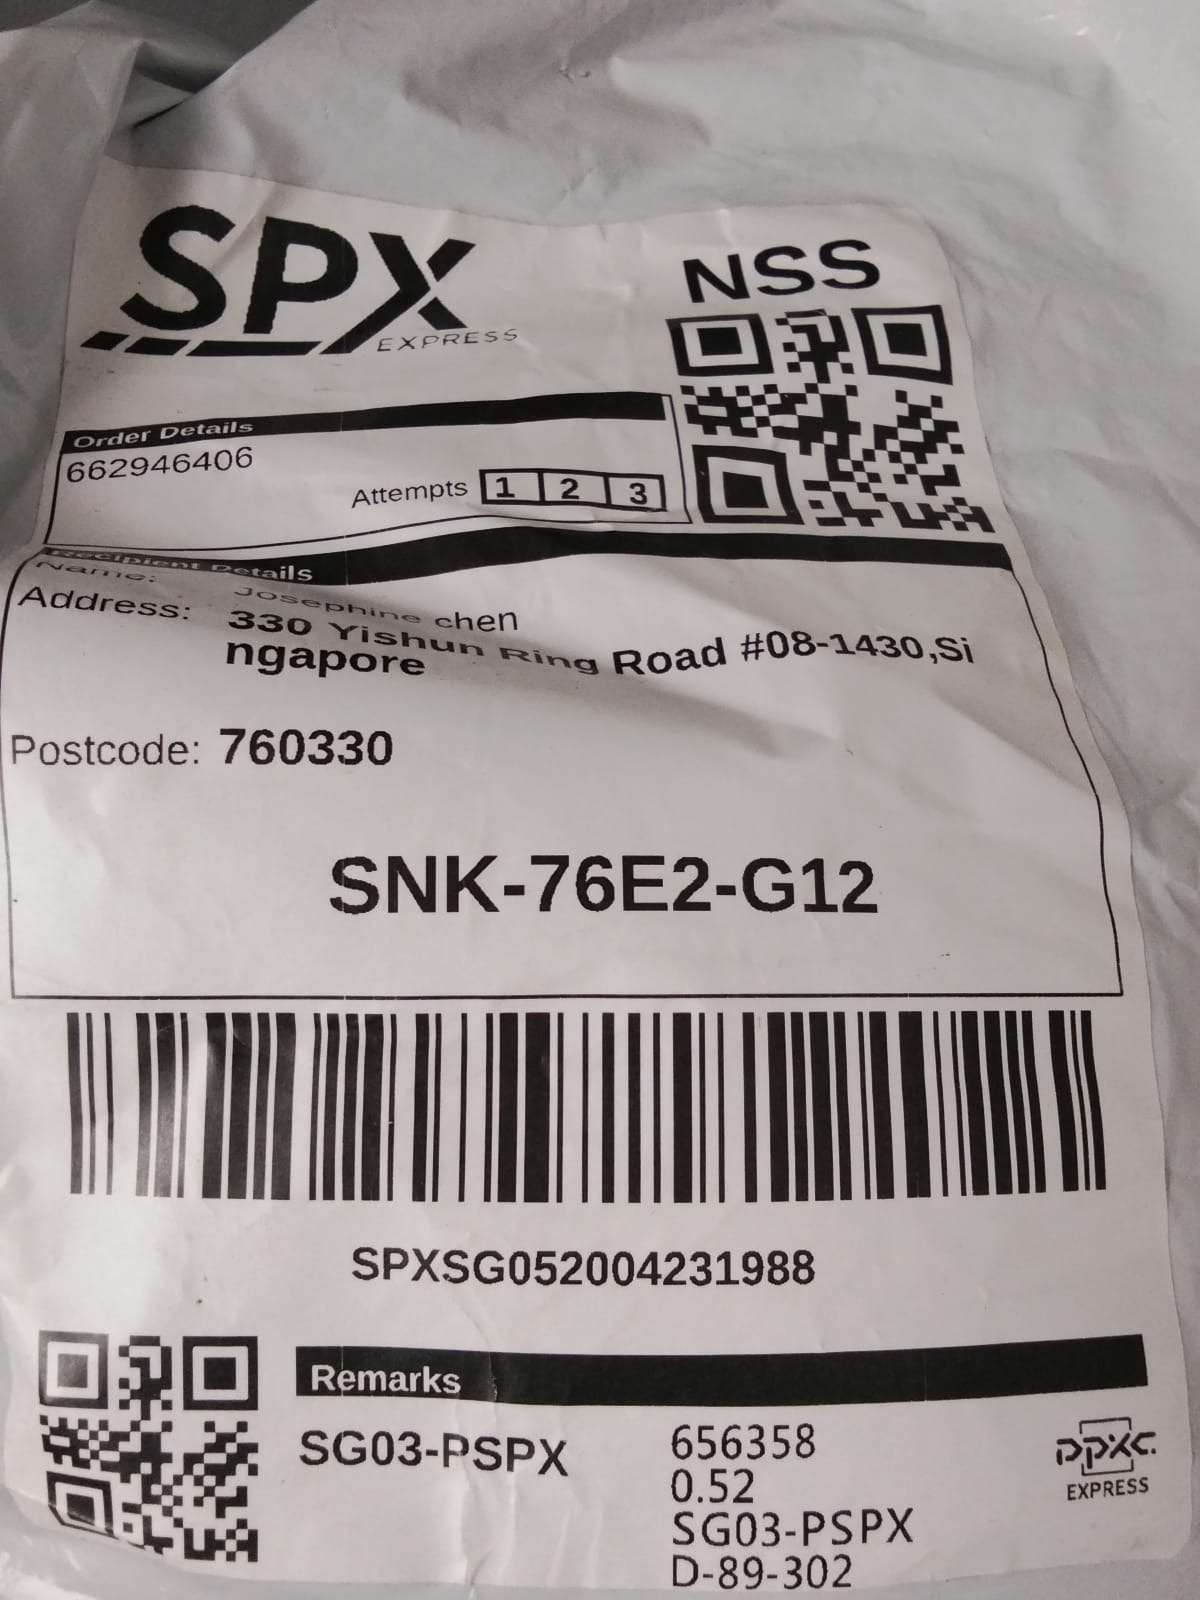 SPX
EXPRESS
NSS
Order Details
662946406
Attempts 1 2 3
Recipient Details
Name: Josephine chen
Address: 330 Yishun Ring Road #08-1430,Si
ngapore
Postcode: 760330
SNK-76E2-G12
SPXSG052004231988
Remarks
SG03-PSPX
656358
0.52
SG03-PSPX
D-89-302
ppxc.
EXPRESS